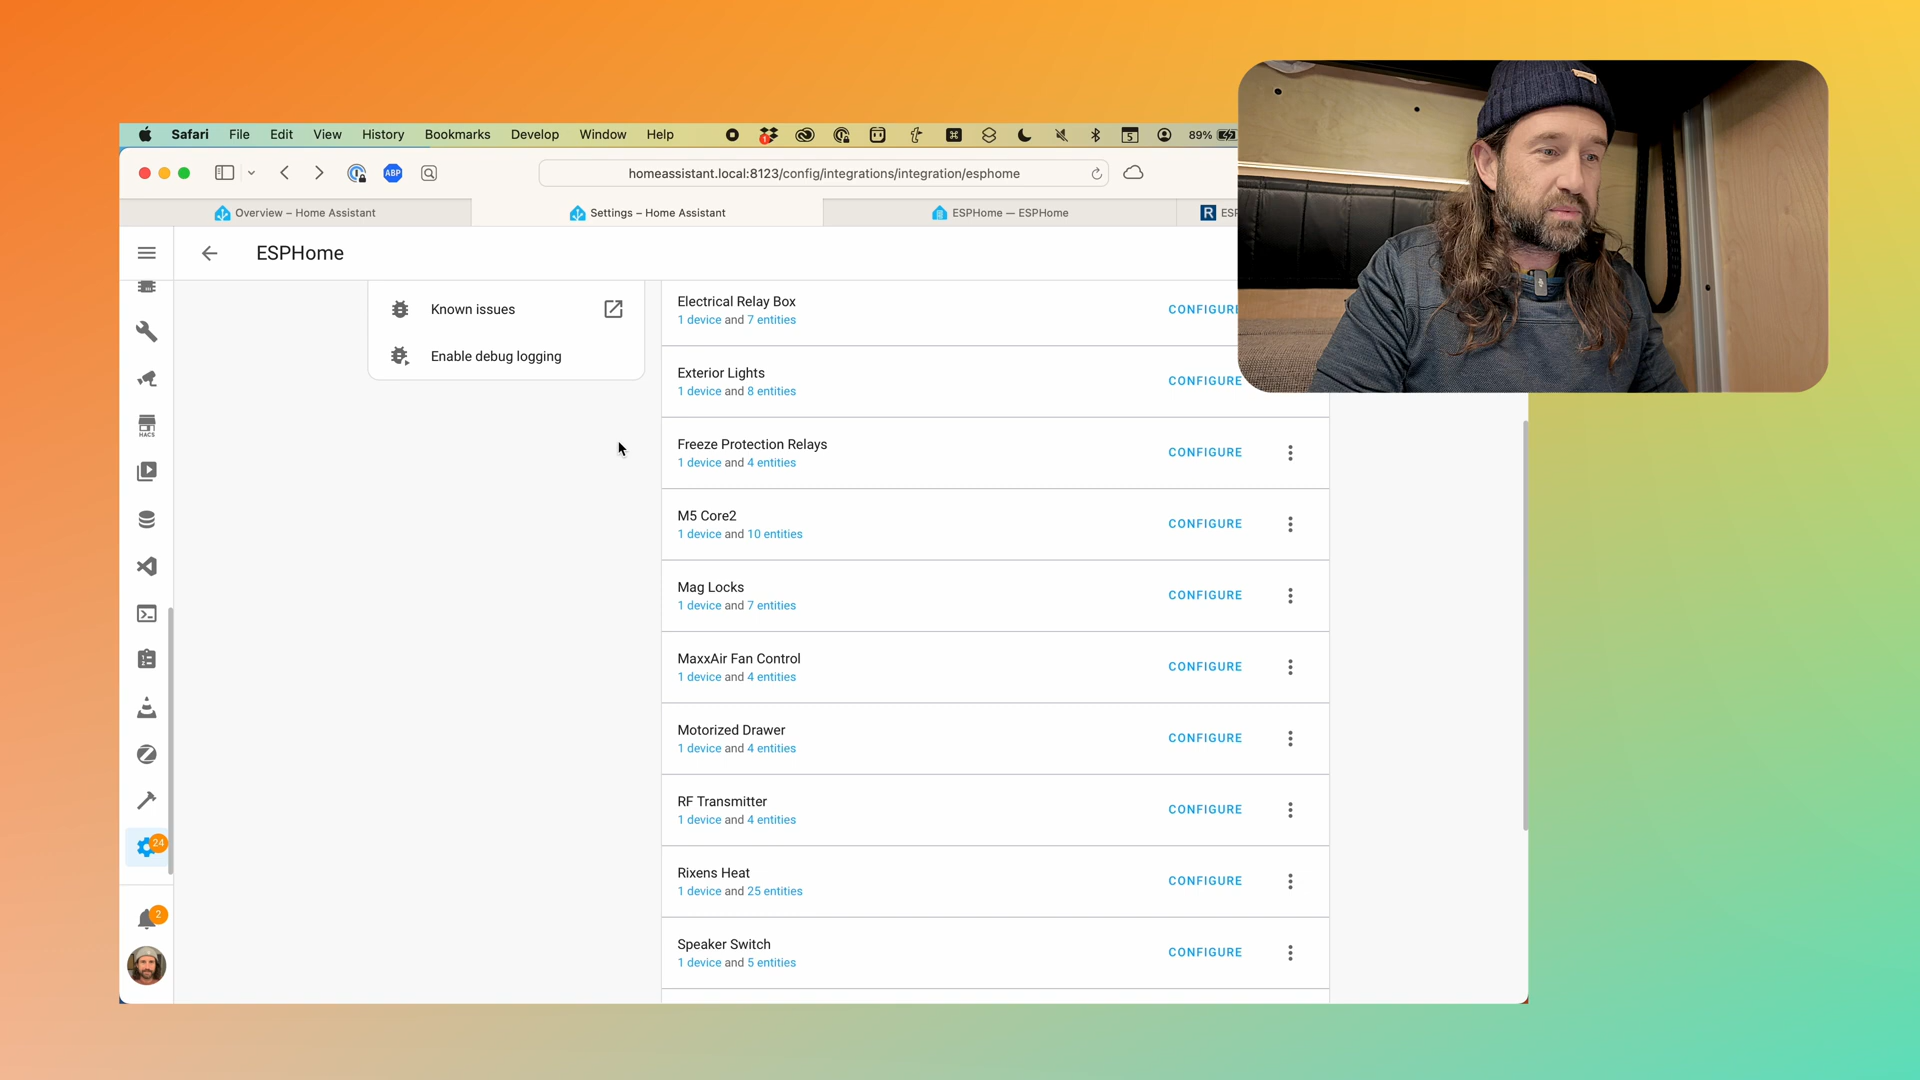 Safari File Edit View History Bookmarks Develop Window Help
1
5
89%
ABP
homeassistant.local:8123/config/integrations/integration/esphome
Overview – Home Assistant
Settings – Home Assistant
ESPHome — ESPHome
R ESP
ESPHome
HACS
24
2
Known issues
Enable debug logging
Electrical Relay Box
1 device and 7 entities
CONFIGURE
Exterior Lights
1 device and 8 entities
CONFIGURE
Freeze Protection Relays
1 device and 4 entities
CONFIGURE
M5 Core2
1 device and 10 entities
CONFIGURE
Mag Locks
1 device and 7 entities
CONFIGURE
MaxxAir Fan Control
1 device and 4 entities
CONFIGURE
Motorized Drawer
1 device and 4 entities
CONFIGURE
RF Transmitter
1 device and 4 entities
CONFIGURE
Rixens Heat
1 device and 25 entities
CONFIGURE
Speaker Switch
1 device and 5 entities
CONFIGURE